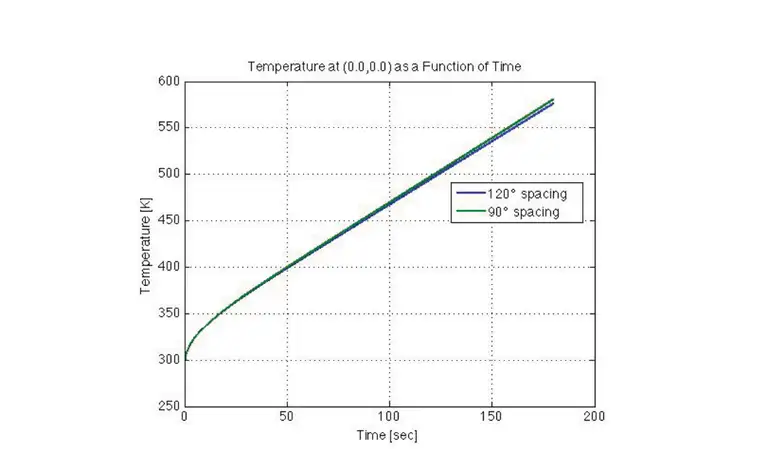 Temperature at (0.0,0.0) as a Function of Time
600
550
500
450
400
350
300
250
Temperature [K]
120° spacing
90° spacing
0
50
100
150
200
Time [sec]